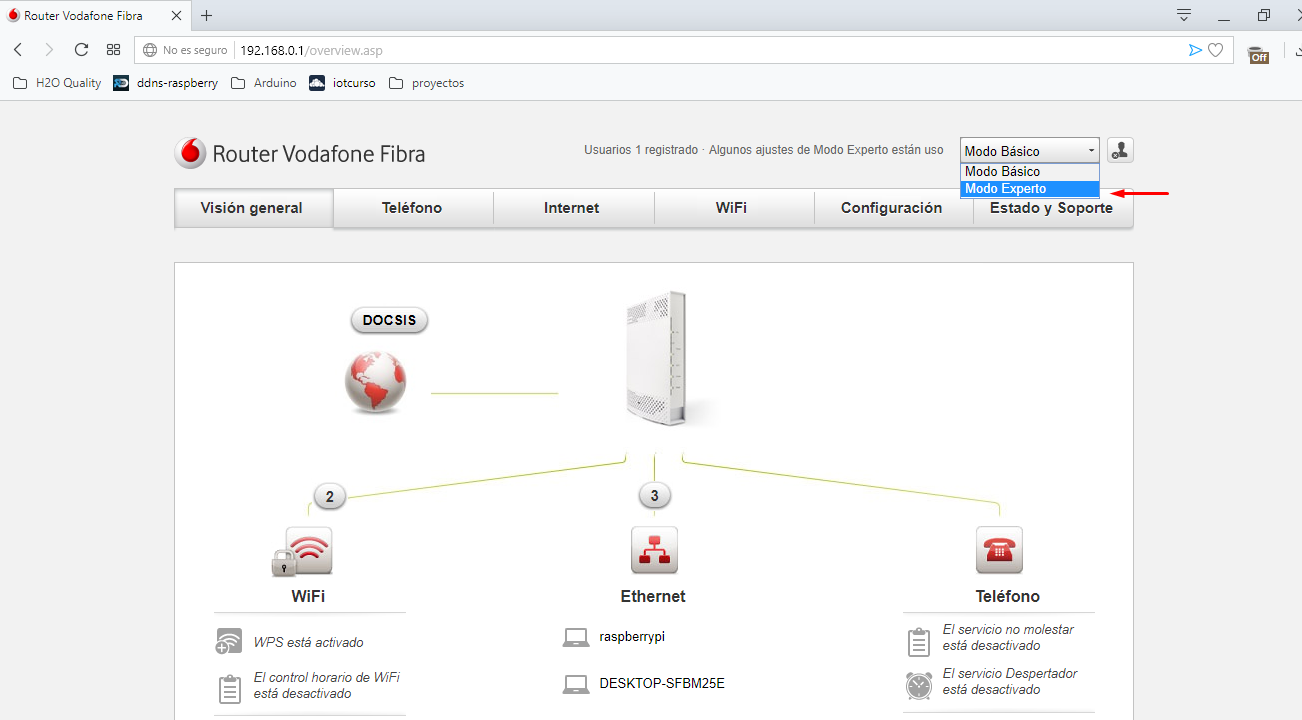 Router Vodafone Fibra
No es seguro
192.168.0.1/overview.asp
Off
H2O Quality
ddns-raspberry
Arduino
iotcurso
proyectos
Router Vodafone Fibra
Usuarios 1 registrado · Algunos ajustes de Modo Experto están uso
Modo Básico
Modo Básico
Modo Experto
Visión general
Teléfono
Internet
WiFi
Configuración
Estado y Soporte
DOCSIS
2
3
WiFi
Ethernet
Teléfono
WPS está activado
El control horario de WiFi
está desactivado
raspberrypi
DESKTOP-SFBM25E
El servicio no molestar
está desactivado
El servicio Despertador
está desactivado